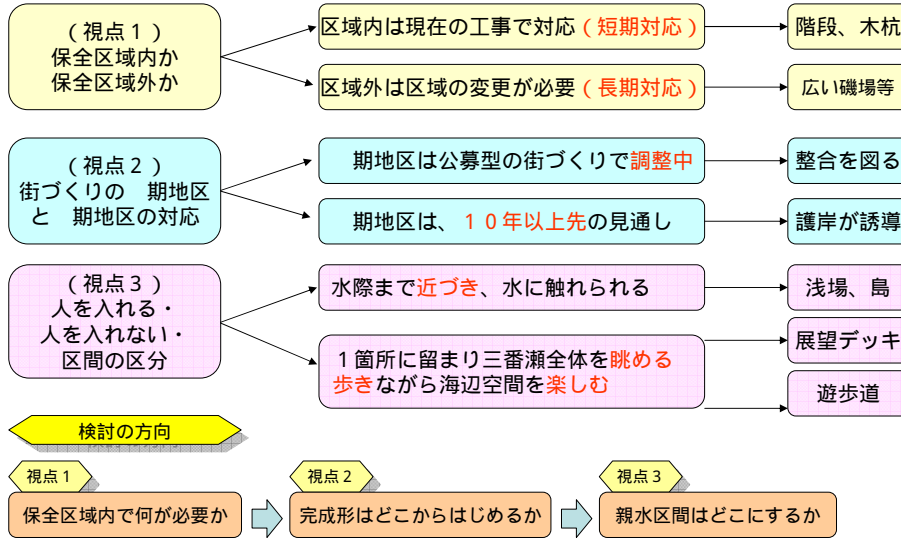 （視点１）
保全区域内か
保全区域外か
区域内は現在の工事で対応（短期対応）
階段、木杭
区域外は区域の変更が必要（長期対応）
広い磯場等
（視点２）
街づくりの　期地区
と　期地区の対応
期地区は公募型の街づくりで調整中
整合を図る
期地区は、１０年以上先の見通し
護岸が誘導
（視点３）
人を入れる・
人を入れない・
区間の区分
水際まで近づき、水に触れられる
浅場、島
１箇所に留まり三番瀬全体を眺める
歩きながら海辺空間を楽しむ
展望デッキ
遊歩道
検討の方向
視点１
視点２
視点３
保全区域内で何が必要か
完成形はどこからはじめるか
親水区間はどこにするか